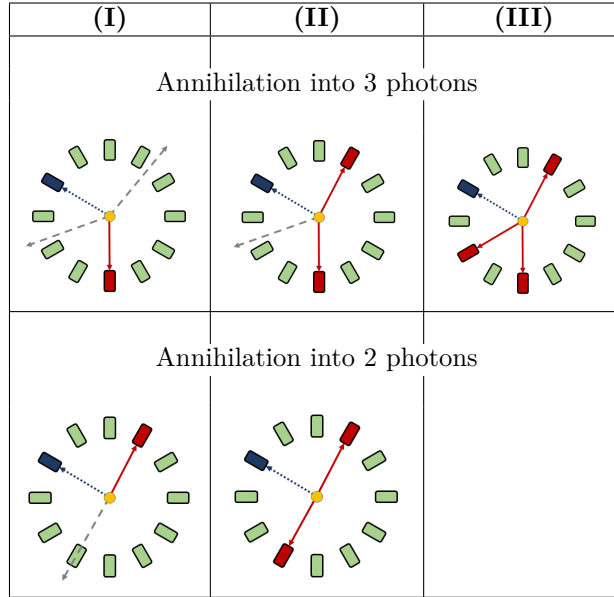 (I) (II) (III)
Annihilation into 3 photons
Annihilation into 2 photons